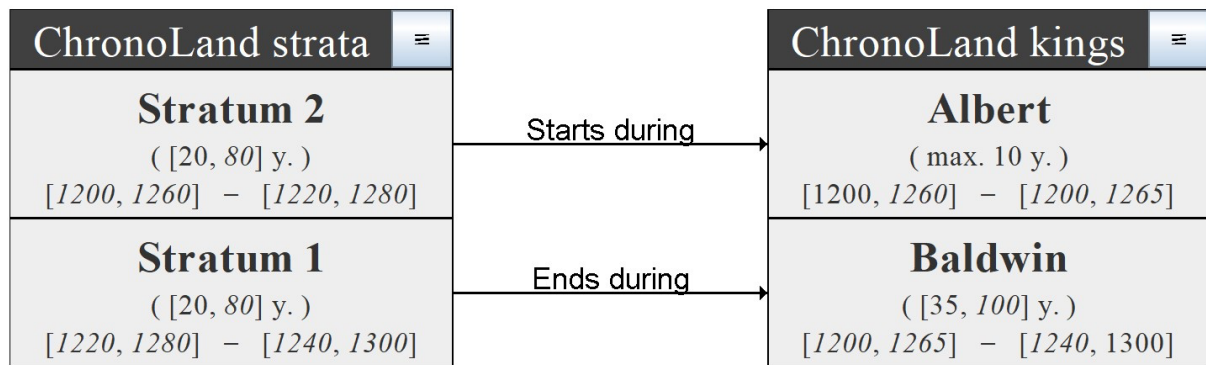 ChronoLand strata ≡
Stratum 2
( [20, 80] y. )
[1200, 1260] – [1220, 1280]
Stratum 1
( [20, 80] y. )
[1220, 1280] – [1240, 1300]
Starts during
Ends during
ChronoLand kings ≡
Albert
( max. 10 y. )
[1200, 1260] – [1200, 1265]
Baldwin
( [35, 100] y. )
[1200, 1265] – [1240, 1300]